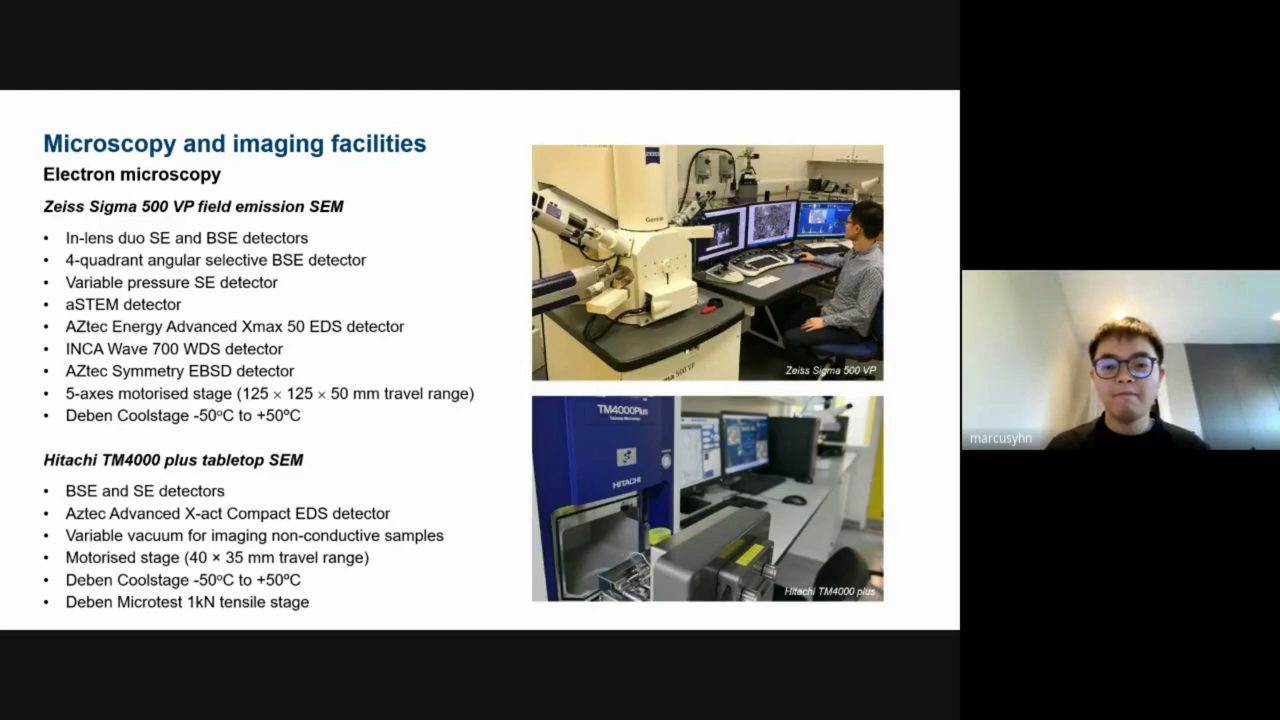 Microscopy and imaging facilities
Electron microscopy
Zeiss Sigma 500 VP field emission SEM
• In-lens duo SE and BSE detectors
• 4-quadrant angular selective BSE detector
• Variable pressure SE detector
• aSTEM detector
• AZtec Energy Advanced Xmax 50 EDS detector
• INCA Wave 700 WDS detector
• AZtec Symmetry EBSD detector
• 5-axes motorised stage (125 × 125 × 50 mm travel range)
• Deben Coolstage -50ºC to +50ºC
Hitachi TM4000 plus tabletop SEM
• BSE and SE detectors
• Aztec Advanced X-act Compact EDS detector
• Variable vacuum for imaging non-conductive samples
• Motorised stage (40 × 35 mm travel range)
• Deben Coolstage -50ºC to +50ºC
• Deben Microtest 1kN tensile stage
ZEISS
Gemini
Zeiss Sigma 500 VP
TM4000Plus
Tabletop Microscope
HITACHI
Hitachi TM4000 plus
marcusyhn